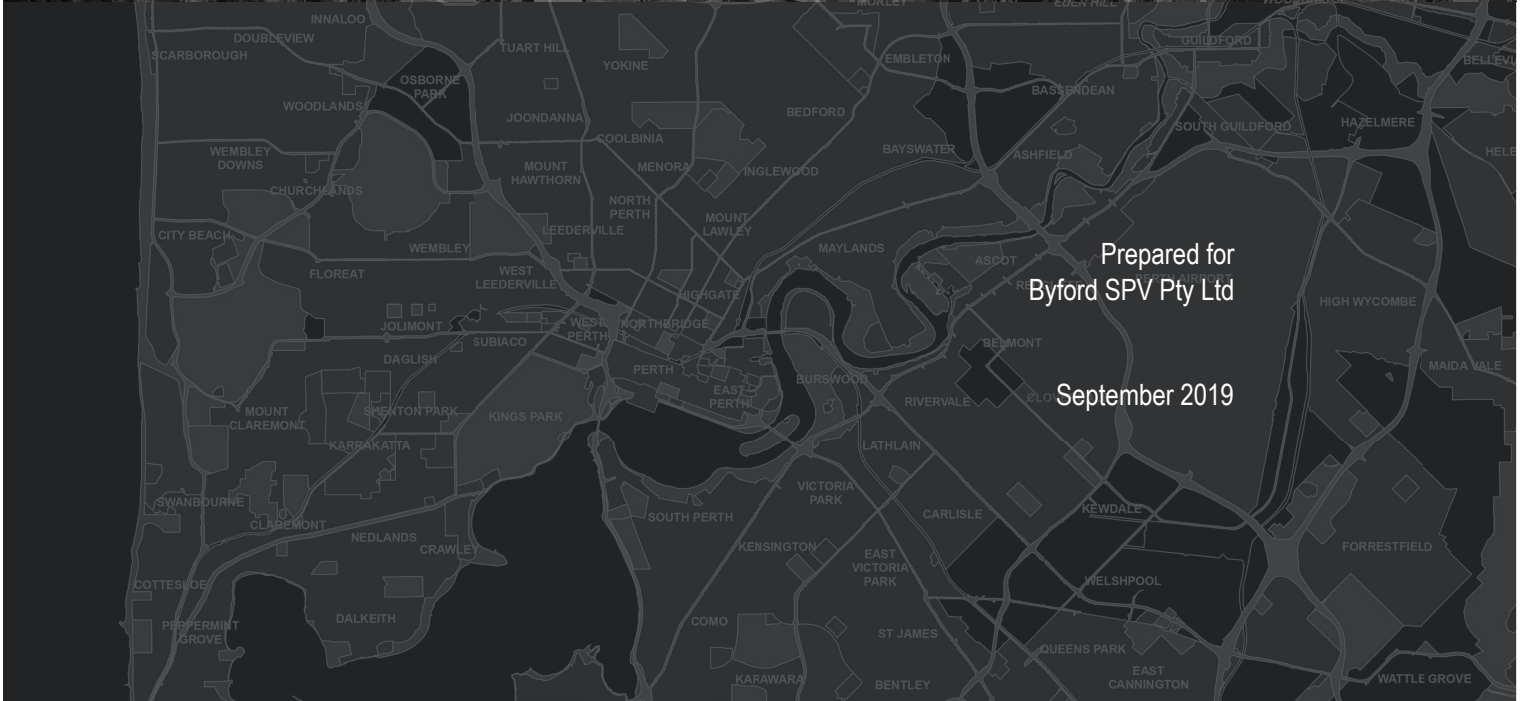 MORLEY
EDEN HILL
INNALOO
DOUBLEVIEW
SCARBOROUGH
TUART HILL
GUILDFORD
YOKINE
EMBLETON
OSBORNE
PARK
BASSENDEAN
WOODLANDS
BEDFORD
JOONDANNA
SOUTH GUILDFORD
HAZELMERE
COOLBINIA
WEMBLEY
DOWNS
BAYSWATER
ASHFIELD
MOUNT
HAWTHORN
MENORA
INGLEWOOD
CHURCHLANDS
NORTH
PERTH
MOUNT
LAWLEY
LEEDERVILLE
CITY BEACH
WEMBLEY
MAYLANDS
Prepared for
Byford SPV Pty Ltd
ASCOT
FLOREAT
WEST
LEEDERVILLE
PERTH AIRPORT
HIGHGATE
HIGH WYCOMBE
JOLIMONT
WEST
PERTH
NORTHBRIDGE
SUBIACO
BELMONT
DAGLISH
PERTH
MAIDA VALE
BURSWOOD
EAST
PERTH
RIVERVALE
September 2019
MOUNT
CLAREMONT
SHENTON PARK
KINGS PARK
KARRAKATTA
LATHLAIN
VICTORIA
PARK
SWANBOURNE
SOUTH PERTH
CARLISLE
KEWDALE
CLAREMONT
NEDLANDS
CRAWLEY
KENSINGTON
EAST
VICTORIA
PARK
FORRESTFIELD
COTTESLOE
WELSHPOOL
PEPPERMINT
GROVE
DALKEITH
COMO
ST JAMES
QUEENS PARK
KARAWARA
BENTLEY
EAST
CANNINGTON
WATTLE GROVE